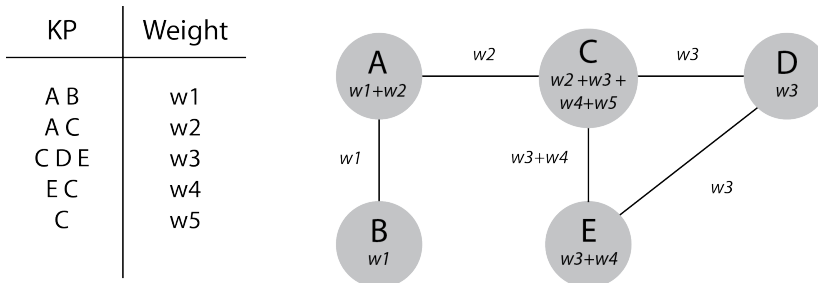 KP Weight
A B w1
A C w2
C D E w3
E C w4
C w5
A
w1+w2
w2
C
w2 +w3 +
w4+w5
w3
D
w3
w1
w3+w4
w3
B
w1
E
w3+w4